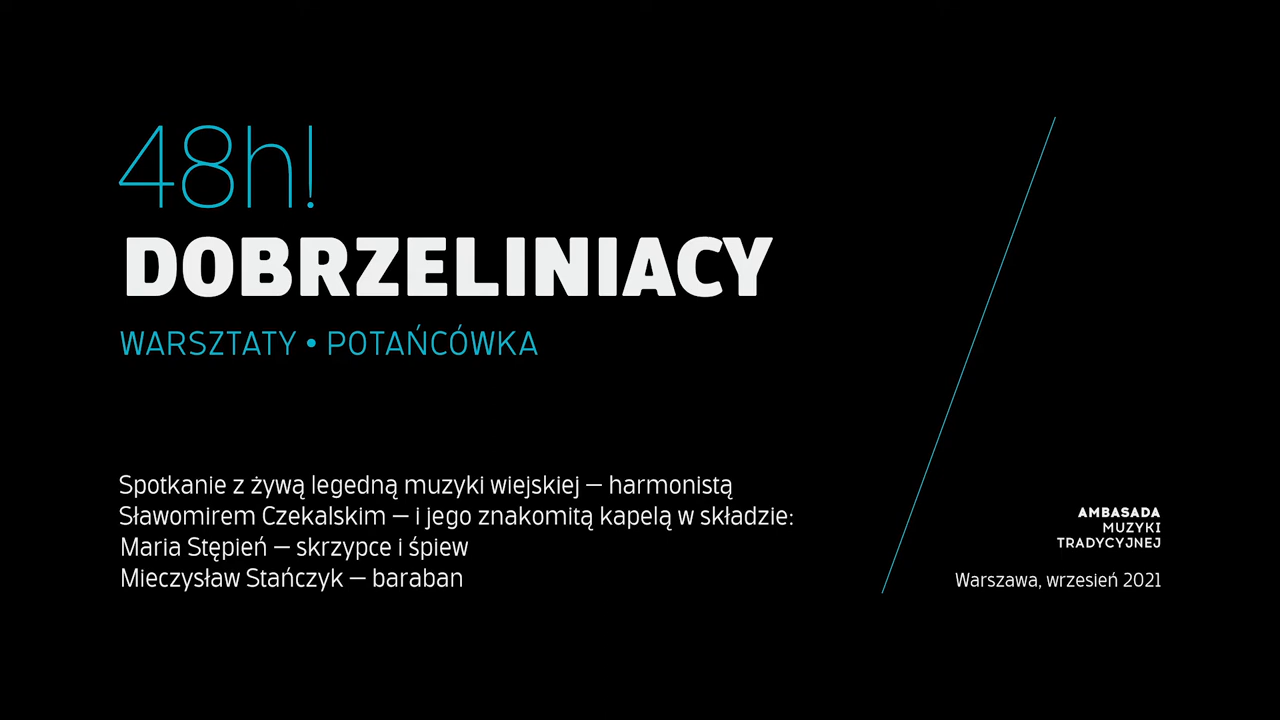 48h!
DOBRZELINIACY
WARSZTATY • POTAŃCÓWKA
Spotkanie z żywą legedną muzyki wiejskiej – harmonistą
Sławomirem Czekalskim – i jego znakomitą kapelą w składzie:
Maria Stępień – skrzypce i śpiew
Mieczysław Stańczyk – baraban
AMBASADA
MUZYKI
TRADYCYJNEJ
Warszawa, wrzesień 2021